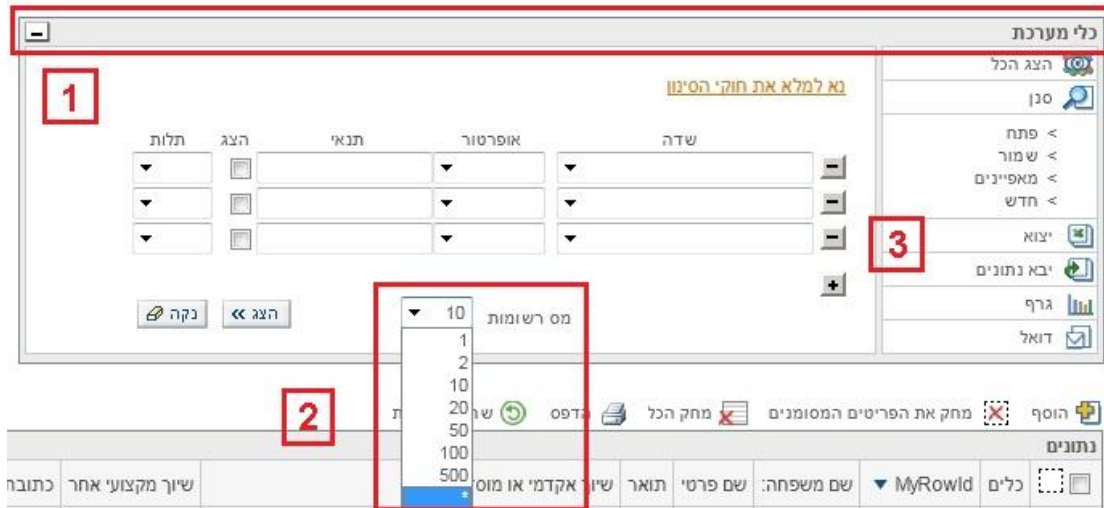 כלי מערכת
הצג הכל
סנן
> פתח
> שמור
> מאפיינים
> חדש
יצוא
יבא נתונים
גרף
דואל
1
נא למלא את חוקי הסינון
שדה אופרטור תנאי הצג תלות
3
מס רשומות 10
הצג »
נקה
1
2
10
20
50
100
500
*
2
הוסף מחק את הפריטים המסומנים מחק הכל הדפס
נתונים
כלים MyRowId שם משפחה: שם פרטי תואר שיוך אקדמי או שיוך מקצועי אחר